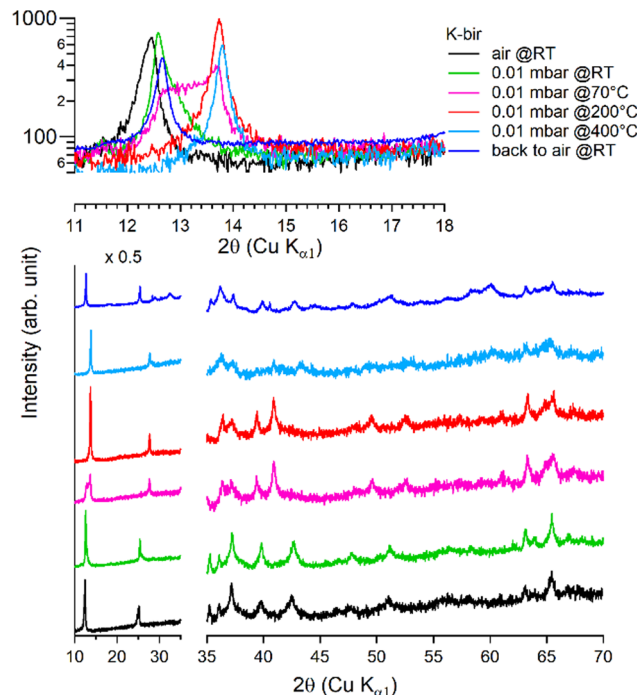 K-bir
air @RT
0.01 mbar @RT
0.01 mbar @70°C
0.01 mbar @200°C
0.01 mbar @400°C
back to air @RT
1000
6
4
2
100
6
11 12 13 14 15 16 17 18
2θ (Cu Kα1)
x 0.5
Intensity (arb. unit)
10 20 30 35 40 45 50 55 60 65 70
2θ (Cu Kα1)